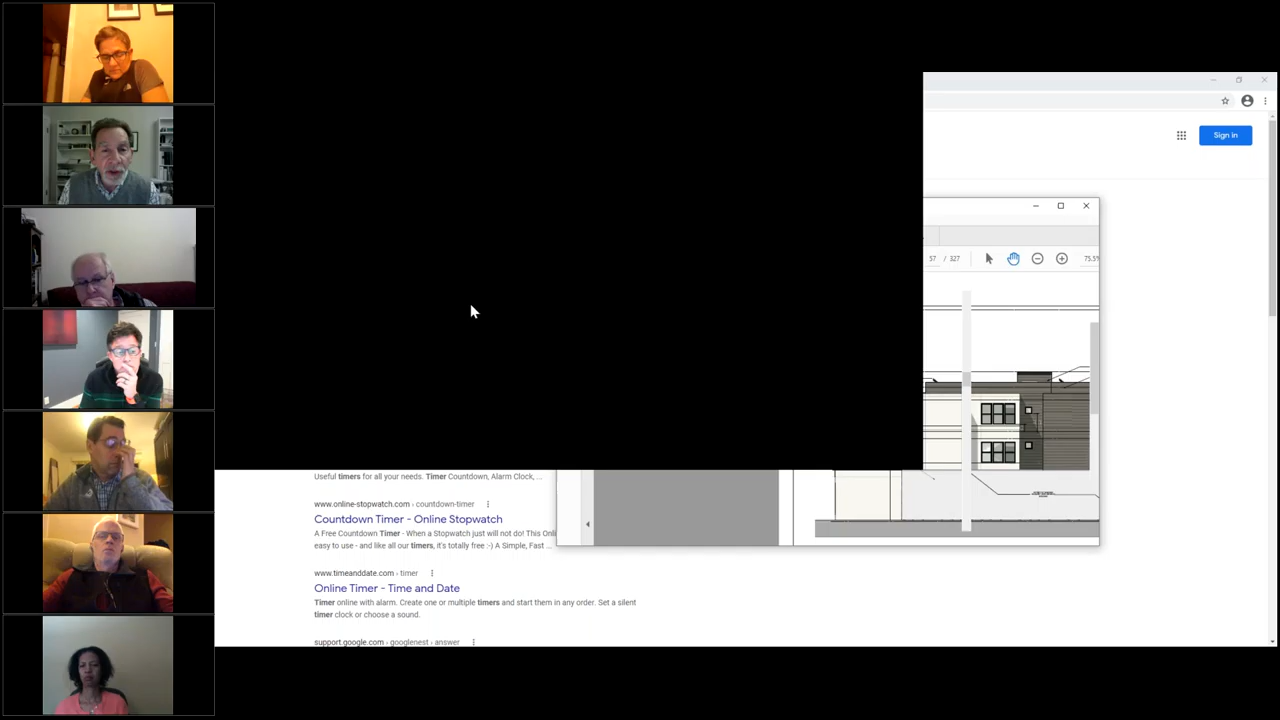 Sign in
57 / 327
75.5%
Useful timers for all your needs. Timer Countdown, Alarm Clock, ...
www.online-stopwatch.com › countdown-timer
Countdown Timer - Online Stopwatch
A Free Countdown Timer - When a Stopwatch just will not do! This Onli
easy to use - and like all our timers, it's totally free :-) A Simple, Fast ...
www.timeanddate.com › timer
Online Timer - Time and Date
Timer online with alarm. Create one or multiple timers and start them in any order. Set a silent
timer clock or choose a sound.
support.google.com › googlenest › answer